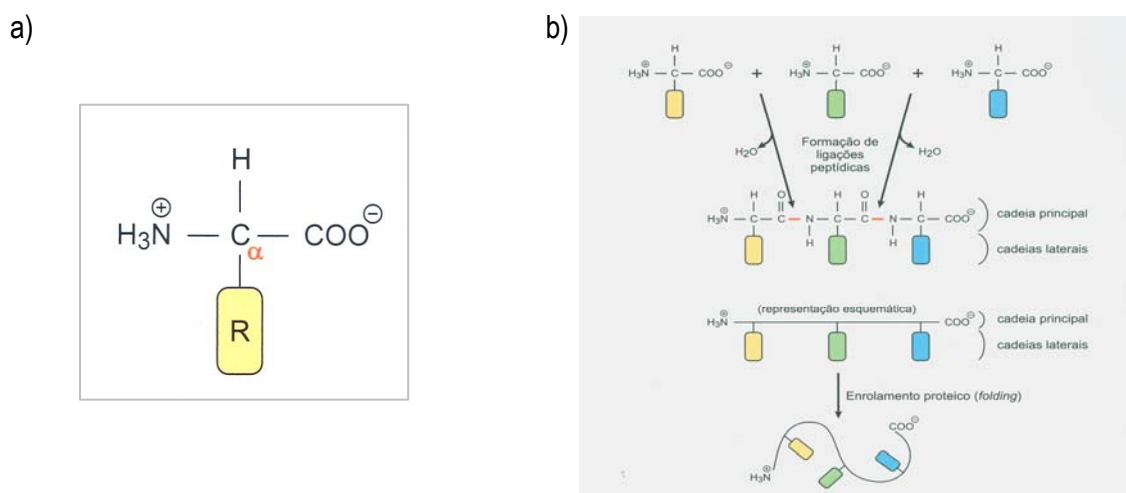 a)
H
H₃N⊕ — C — COO⊖
α
R
b)
H H H
H₃N⊕ — C — COO⊖ + H₃N⊕ — C — COO⊖ + H₃N⊕ — C — COO⊖
H₂O Formação de ligações peptídicas H₂O
H O H O H
H₃N⊕ — C — C — N — C — C — N — C — COO⊖ cadeia principal
H H
cadeias laterais
(representação esquemática)
H₃N⊕ COO⊖ cadeia principal
cadeias laterais
Enrolamento proteico (folding)
COO⊖
H₃N⊕